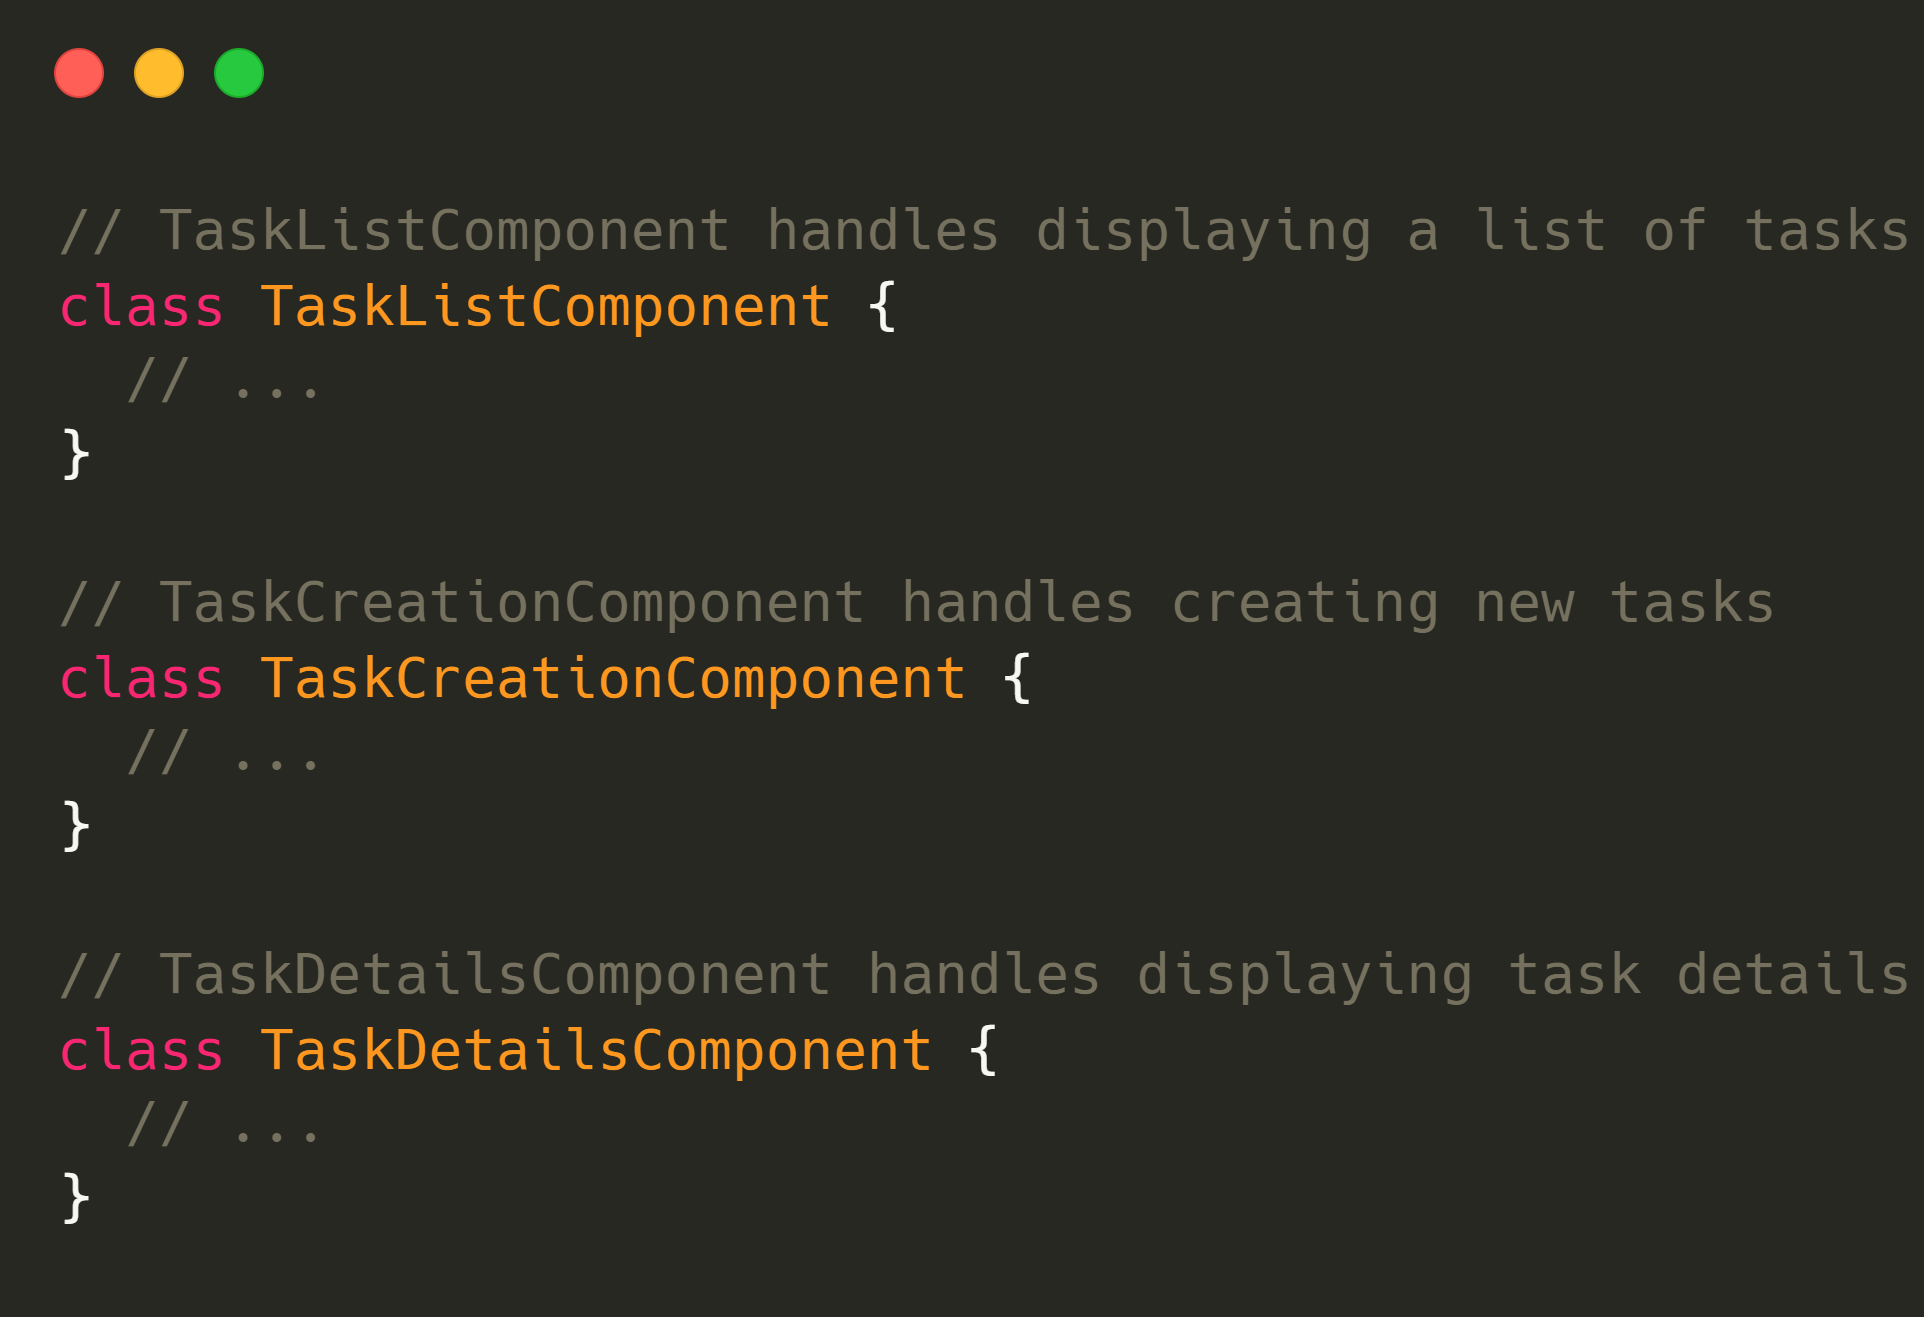 // TaskListComponent handles displaying a list of tasks
class TaskListComponent {
  // ...
}

// TaskCreationComponent handles creating new tasks
class TaskCreationComponent {
  // ...
}

// TaskDetailsComponent handles displaying task details
class TaskDetailsComponent {
  // ...
}